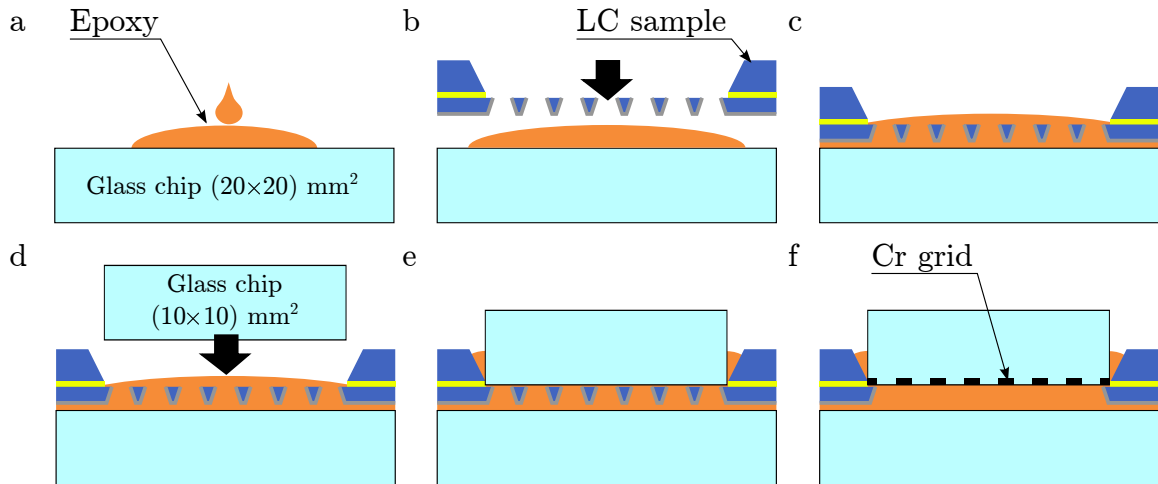 a
Epoxy
b
LC sample
c
Glass chip (20×20) mm²
d
Glass chip
(10×10) mm²
e
f
Cr grid